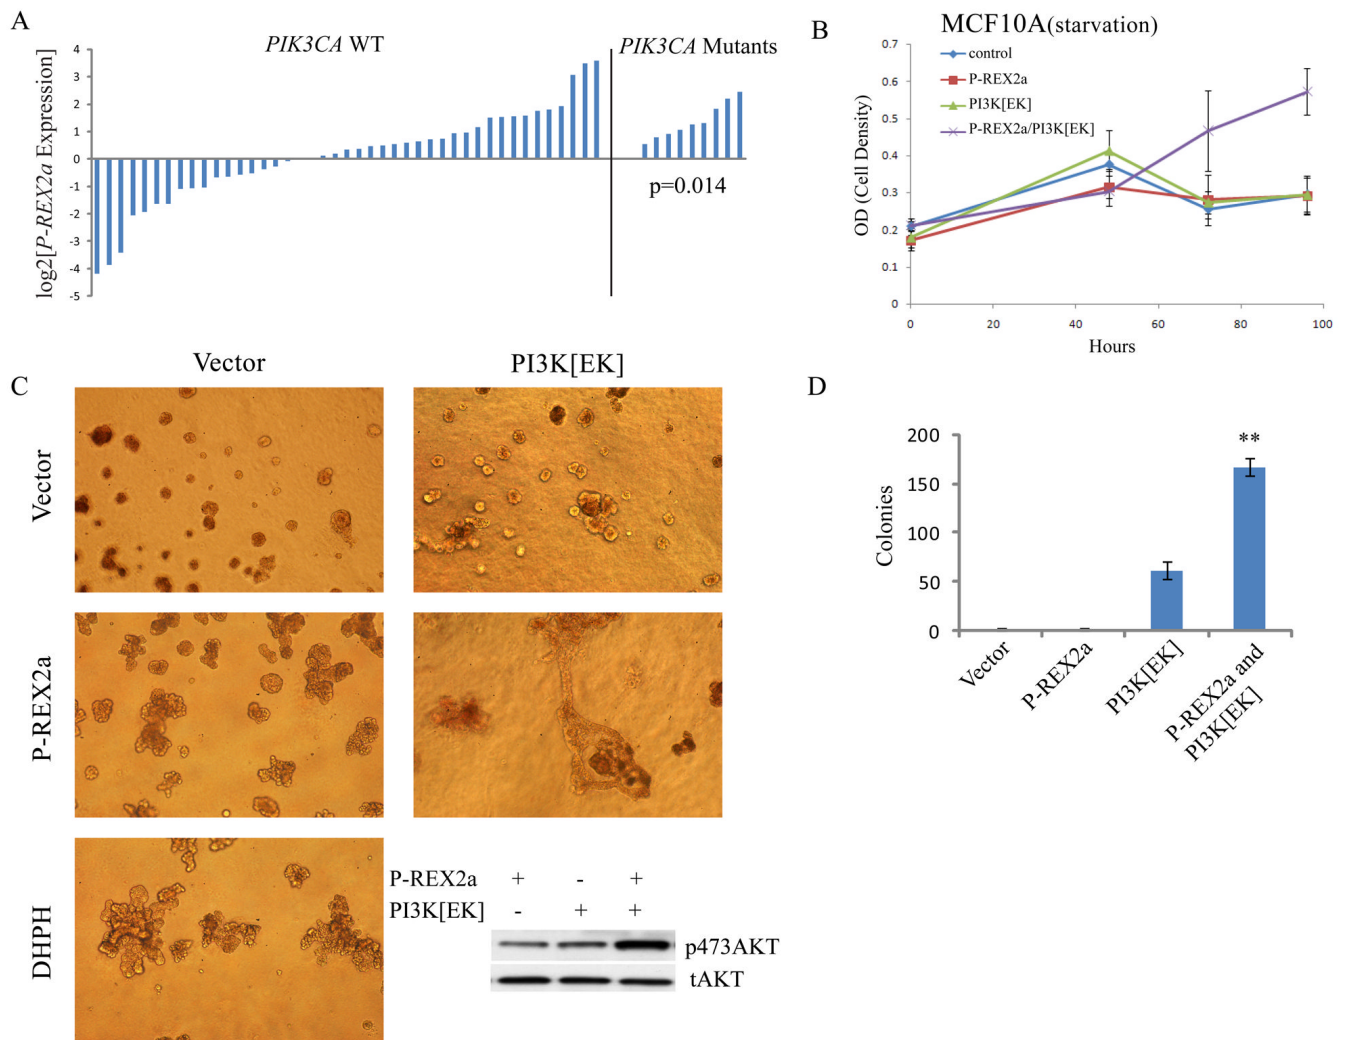 A
PIK3CA WT
PIK3CA Mutants
log2[P-REX2a Expression]
4
3
2
1
0
-1
-2
-3
-4
-5
p=0.014
B
MCF10A(starvation)
control
P-REX2a
PI3K[EK]
P-REX2a/PI3K[EK]
OD (Cell Density)
0.7
0.6
0.5
0.4
0.3
0.2
0.1
0
0
20
40
60
80
100
Hours
C
Vector
PI3K[EK]
Vector
P-REX2a
DHPH
P-REX2a + - +
PI3K[EK] - + +
p473AKT
tAKT
D
Colonies
200
150
100
50
0
**
Vector
P-REX2a
PI3K[EK]
P-REX2a and
PI3K[EK]